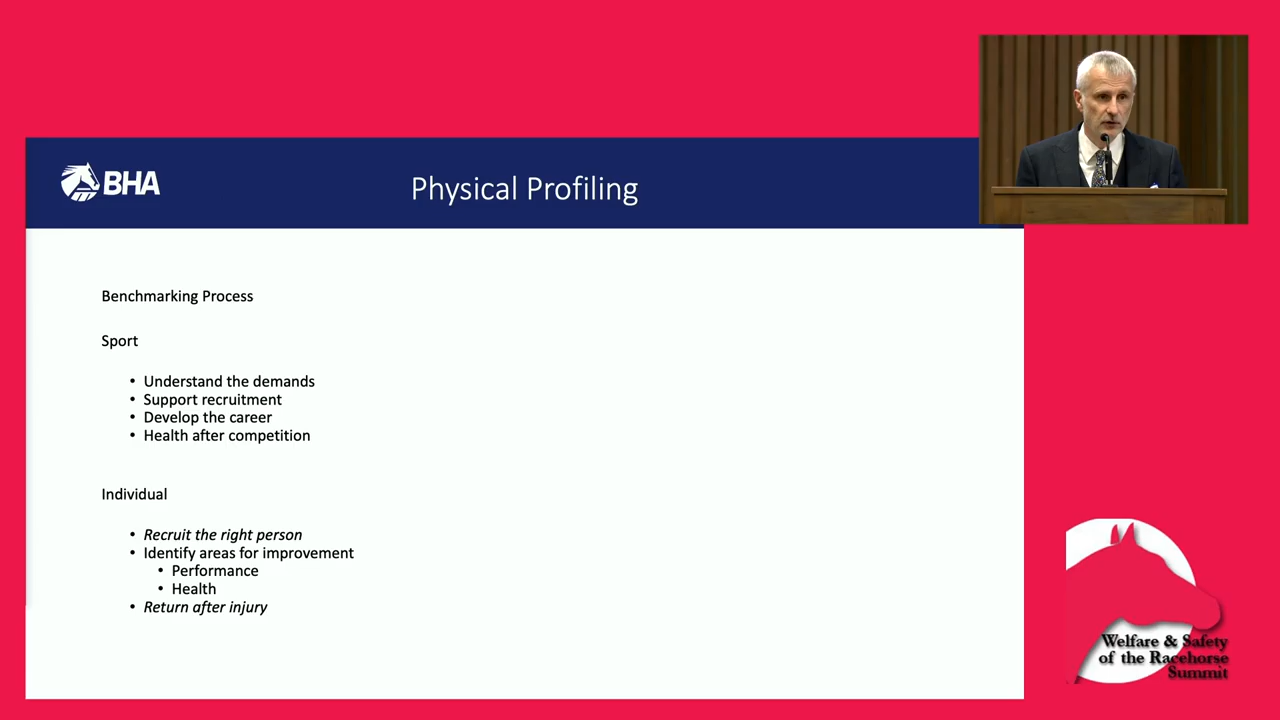 BHA
Physical Profiling
Benchmarking Process
Sport
• Understand the demands
• Support recruitment
• Develop the career
• Health after competition
Individual
• Recruit the right person
• Identify areas for improvement
• Performance
• Health
• Return after injury
Welfare & Safety
of the Racehorse
Summit